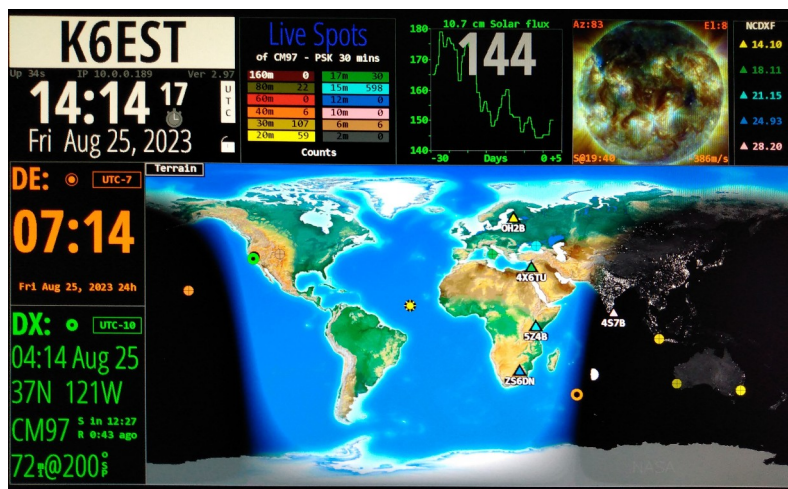 K6EST
Up 34s IP 10.0.0.189 Ver 2.97
14:14 17
UTC
Fri Aug 25, 2023
Live Spots
of CM97 - PSK 30 mins
160m 0 17m 30
80m 22 15m 598
60m 0 12m 0
40m 6 10m 0
30m 107 6m 6
20m 59 2m 0
Counts
10.7 cm Solar flux
144
180
170
160
150
140
-30 Days 0 +5
Az:83 El:8
S@19:40 386m/s
NCDXF
14.10
18.11
21.15
24.93
28.20
DE: UTC-7
07:14
Fri Aug 25, 2023 24h
DX: UTC-10
04:14 Aug 25
37N 121W
CM97 S in 12:27
R 0:43 ago
72mi@200°SP
Terrain
OH2B
4X6TU
4S7B
5Z4B
ZS6DN
NASA